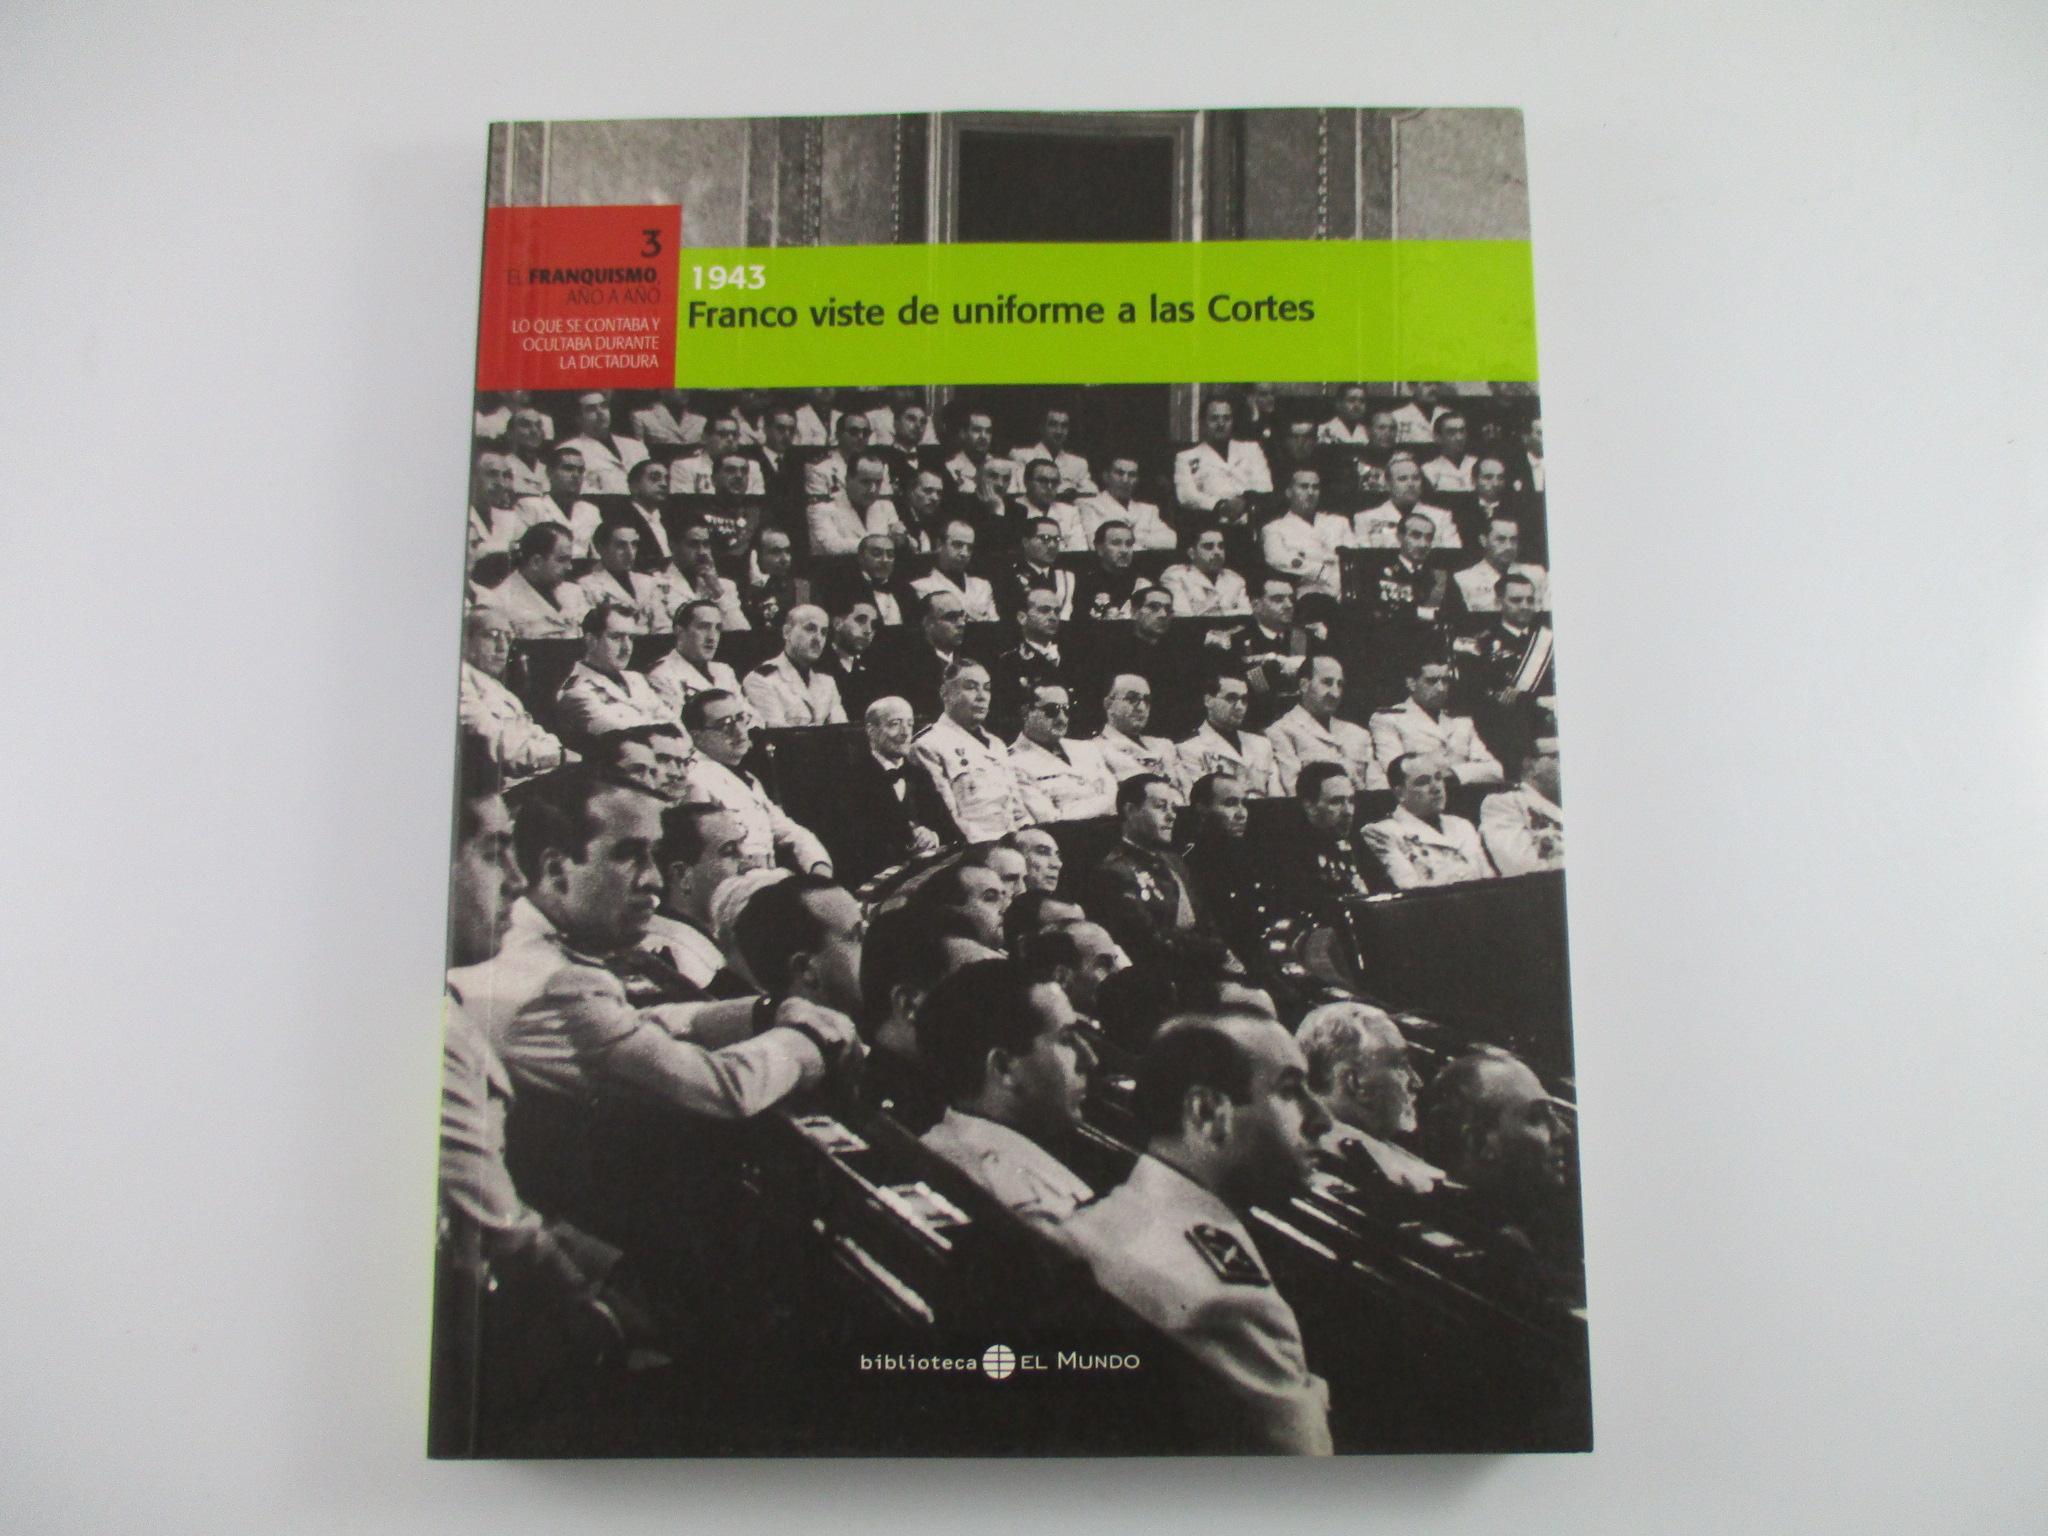 3
EL FRANQUISMO,
AÑO A AÑO
LO QUE SE CONTABA Y
OCULTABA DURANTE
LA DICTADURA
1943
Franco viste de uniforme a las Cortes
biblioteca EL MUNDO